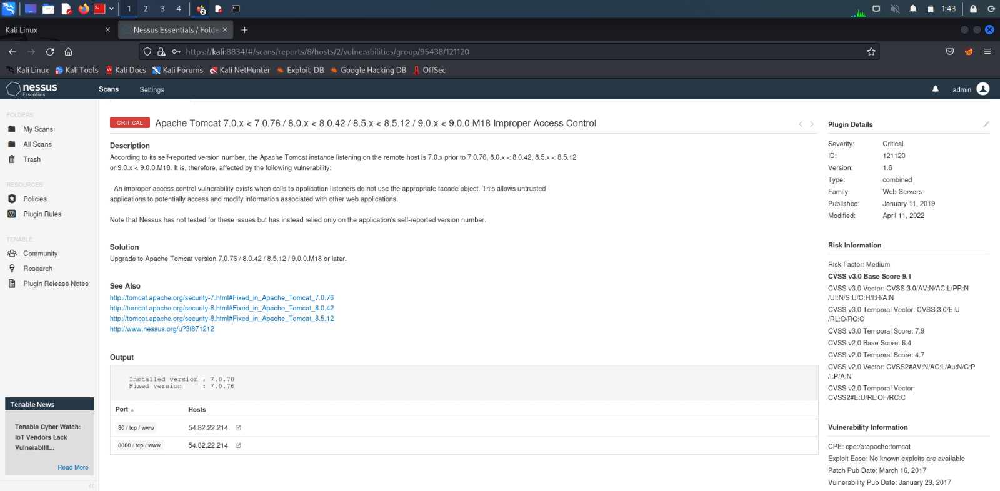 1 2 3 4 2 1:43
Kali Linux × Nessus Essentials / Folde × +
https://kali:8834/#/scans/reports/8/hosts/2/vulnerabilities/group/95438/121120
Kali Linux Kali Tools Kali Docs Kali Forums Kali NetHunter Exploit-DB Google Hacking DB OffSec
nessus
Essentials
Scans Settings admin
FOLDERS
My Scans
All Scans
Trash
RESOURCES
Policies
Plugin Rules
TENABLE
Community
Research
Plugin Release Notes
Tenable News
Tenable Cyber Watch:
IoT Vendors Lack
Vulnerabilit...
Read More
CRITICAL Apache Tomcat 7.0.x < 7.0.76 / 8.0.x < 8.0.42 / 8.5.x < 8.5.12 / 9.0.x < 9.0.0.M18 Improper Access Control
Description
According to its self-reported version number, the Apache Tomcat instance listening on the remote host is 7.0.x prior to 7.0.76, 8.0.x < 8.0.42, 8.5.x < 8.5.12
or 9.0.x < 9.0.0.M18. It is, therefore, affected by the following vulnerability:
- An improper access control vulnerability exists when calls to application listeners do not use the appropriate facade object. This allows untrusted
applications to potentially access and modify information associated with other web applications.
Note that Nessus has not tested for these issues but has instead relied only on the application's self-reported version number.
Solution
Upgrade to Apache Tomcat version 7.0.76 / 8.0.42 / 8.5.12 / 9.0.0.M18 or later.
See Also
http://tomcat.apache.org/security-7.html#Fixed_in_Apache_Tomcat_7.0.76
http://tomcat.apache.org/security-8.html#Fixed_in_Apache_Tomcat_8.0.42
http://tomcat.apache.org/security-8.html#Fixed_in_Apache_Tomcat_8.5.12
http://www.nessus.org/u?3f871212
Output
Installed version : 7.0.70
Fixed version : 7.0.76
Port Hosts
80 / tcp / www 54.82.22.214
8080 / tcp / www 54.82.22.214
Plugin Details
Severity: Critical
ID: 121120
Version: 1.6
Type: combined
Family: Web Servers
Published: January 11, 2019
Modified: April 11, 2022
Risk Information
Risk Factor: Medium
CVSS v3.0 Base Score 9.1
CVSS v3.0 Vector: CVSS:3.0/AV:N/AC:L/PR:N
/UI:N/S:U/C:H/I:H/A:N
CVSS v3.0 Temporal Vector: CVSS:3.0/E:U
/RL:O/RC:C
CVSS v3.0 Temporal Score: 7.9
CVSS v2.0 Base Score: 6.4
CVSS v2.0 Temporal Score: 4.7
CVSS v2.0 Vector: CVSS2#AV:N/AC:L/Au:N/C:P
/I:P/A:N
CVSS v2.0 Temporal Vector:
CVSS2#E:U/RL:OF/RC:C
Vulnerability Information
CPE: cpe:/a:apache:tomcat
Exploit Ease: No known exploits are available
Patch Pub Date: March 16, 2017
Vulnerability Pub Date: January 29, 2017